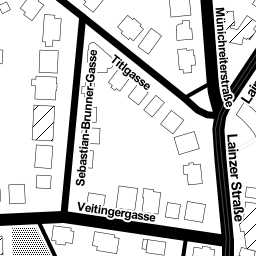 Titlgasse
Münichreiterstraße
Sebastian-Brunner-Gasse
Lainzer Straße
Veitingergasse